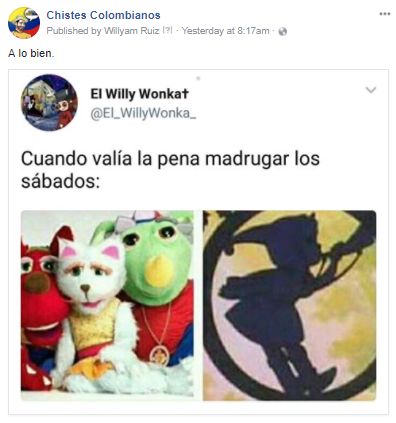 Chistes Colombianos
Published by Willyam Ruiz [?] · Yesterday at 8:17am ·
A lo bien.
El Willy Wonka†
@El_WillyWonka_
Cuando valía la pena madrugar los
sábados: